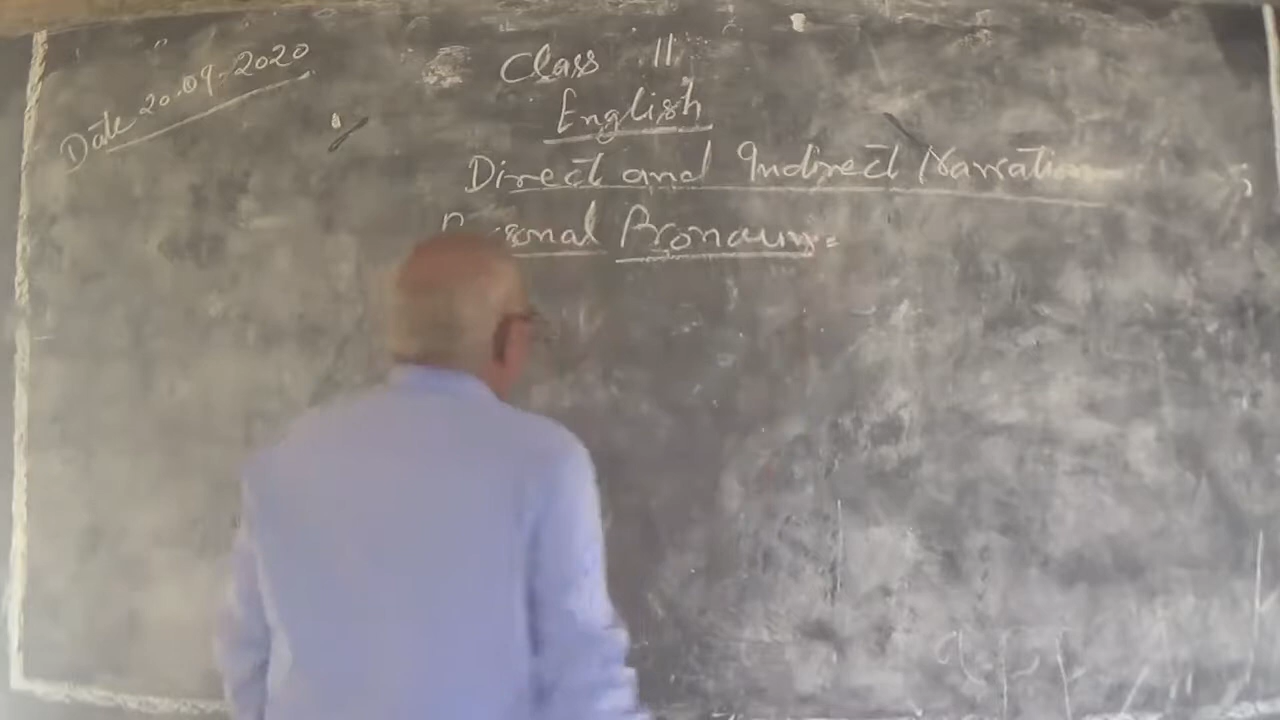 Date 20.09-2020
Class 11
English
Direct and Indirect Narration
Personal Pronoun: